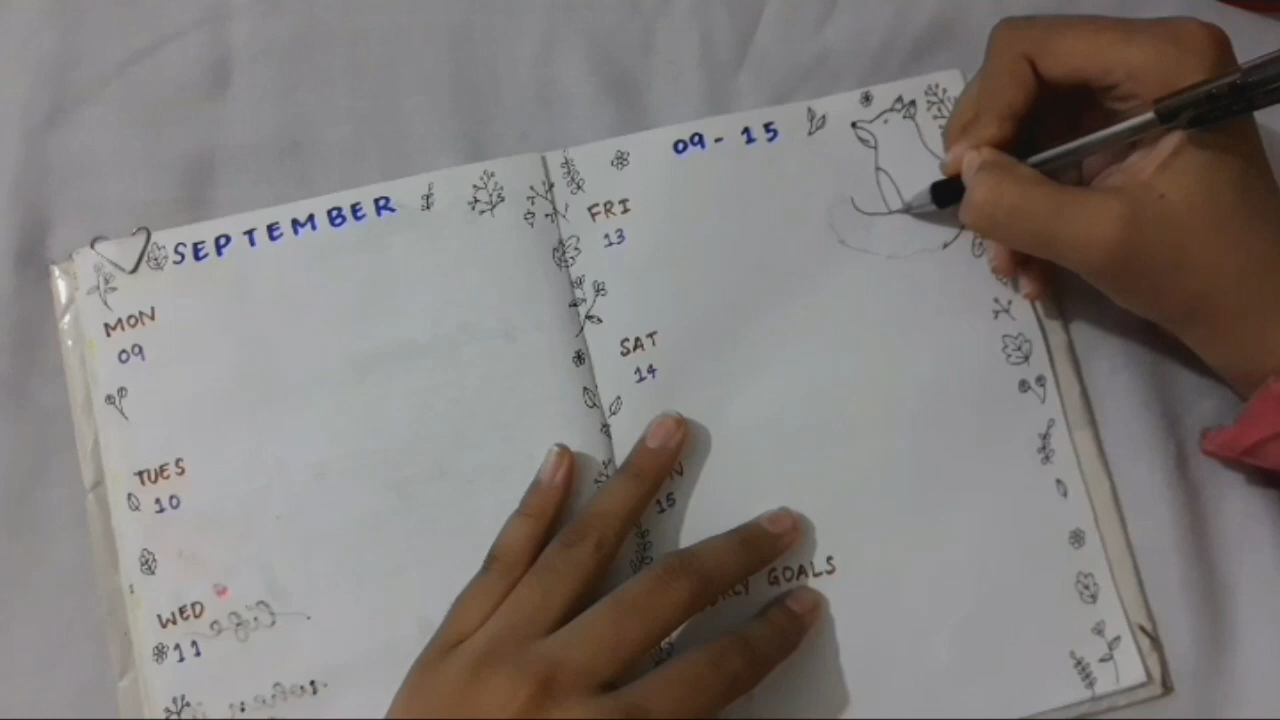 SEPTEMBER
MON
09
TUES
10
WED
11
09 - 15
FRI
13
SAT
14
15
GOALS